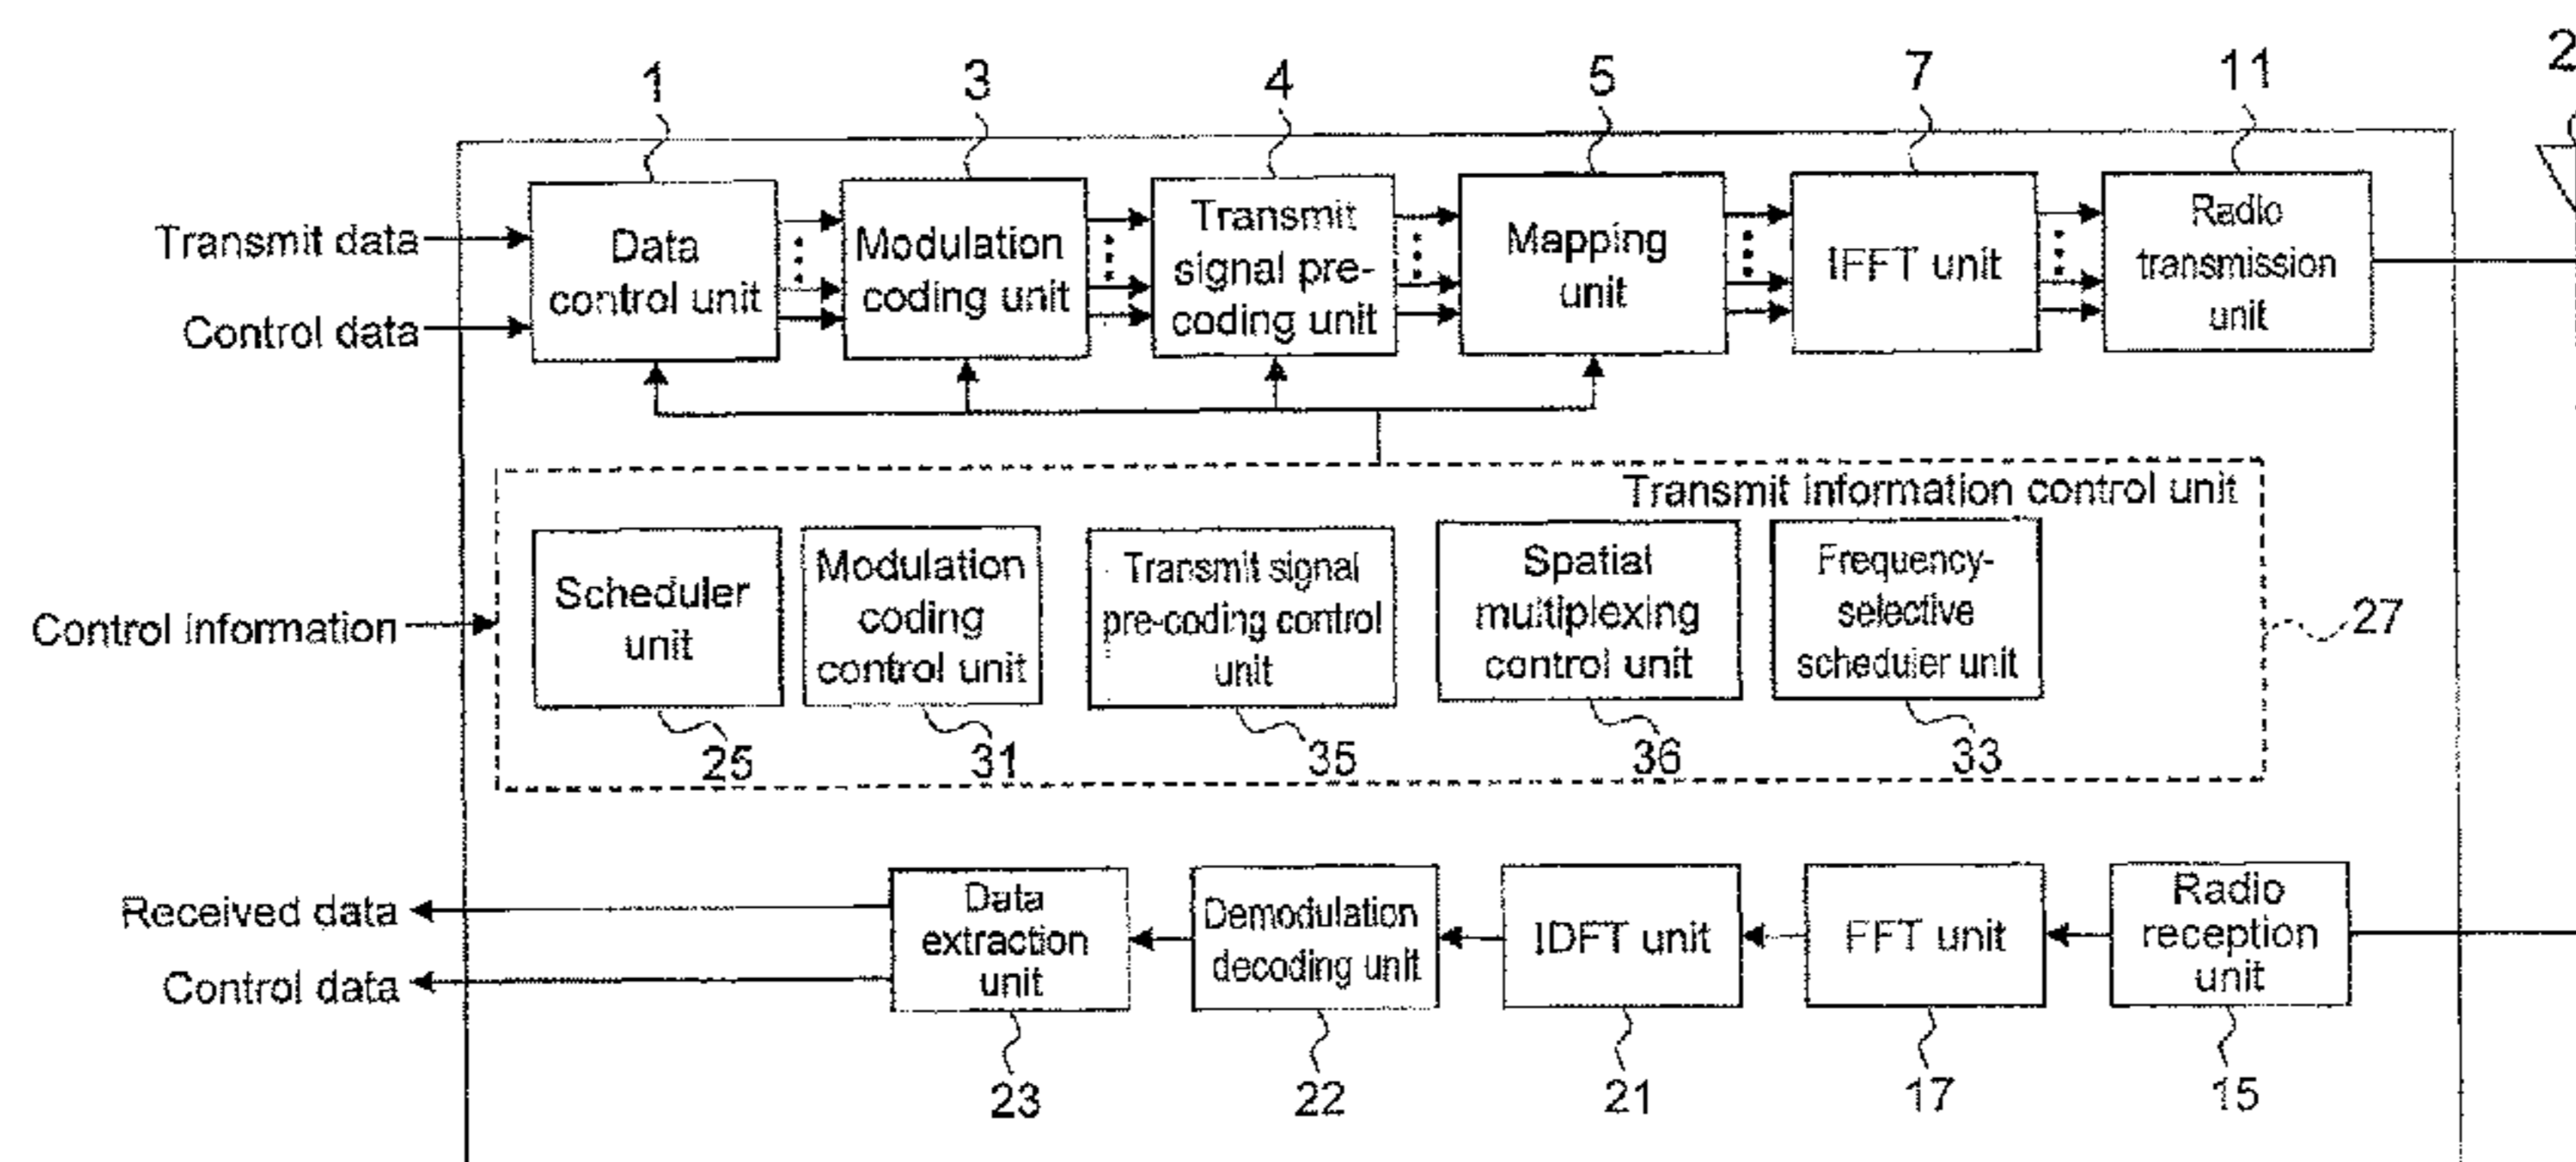 1
3
4
5
7
11
2
Transmit data
Control data
Data
control unit
Modulation
coding unit
Transmit
signal pre-
coding unit
Mapping
unit
IFFT unit
Radio
transmission
unit
Transmit information control unit
Control information
Scheduler
unit
Modulation
coding
control unit
Transmit signal
pre-coding control
unit
Spatial
multiplexing
control unit
Frequency-
selective
scheduler unit
27
25
31
35
36
33
Received data
Control data
Data
extraction
unit
Demodulation
decoding unit
IDFT unit
FFT unit
Radio
reception
unit
23
22
21
17
15